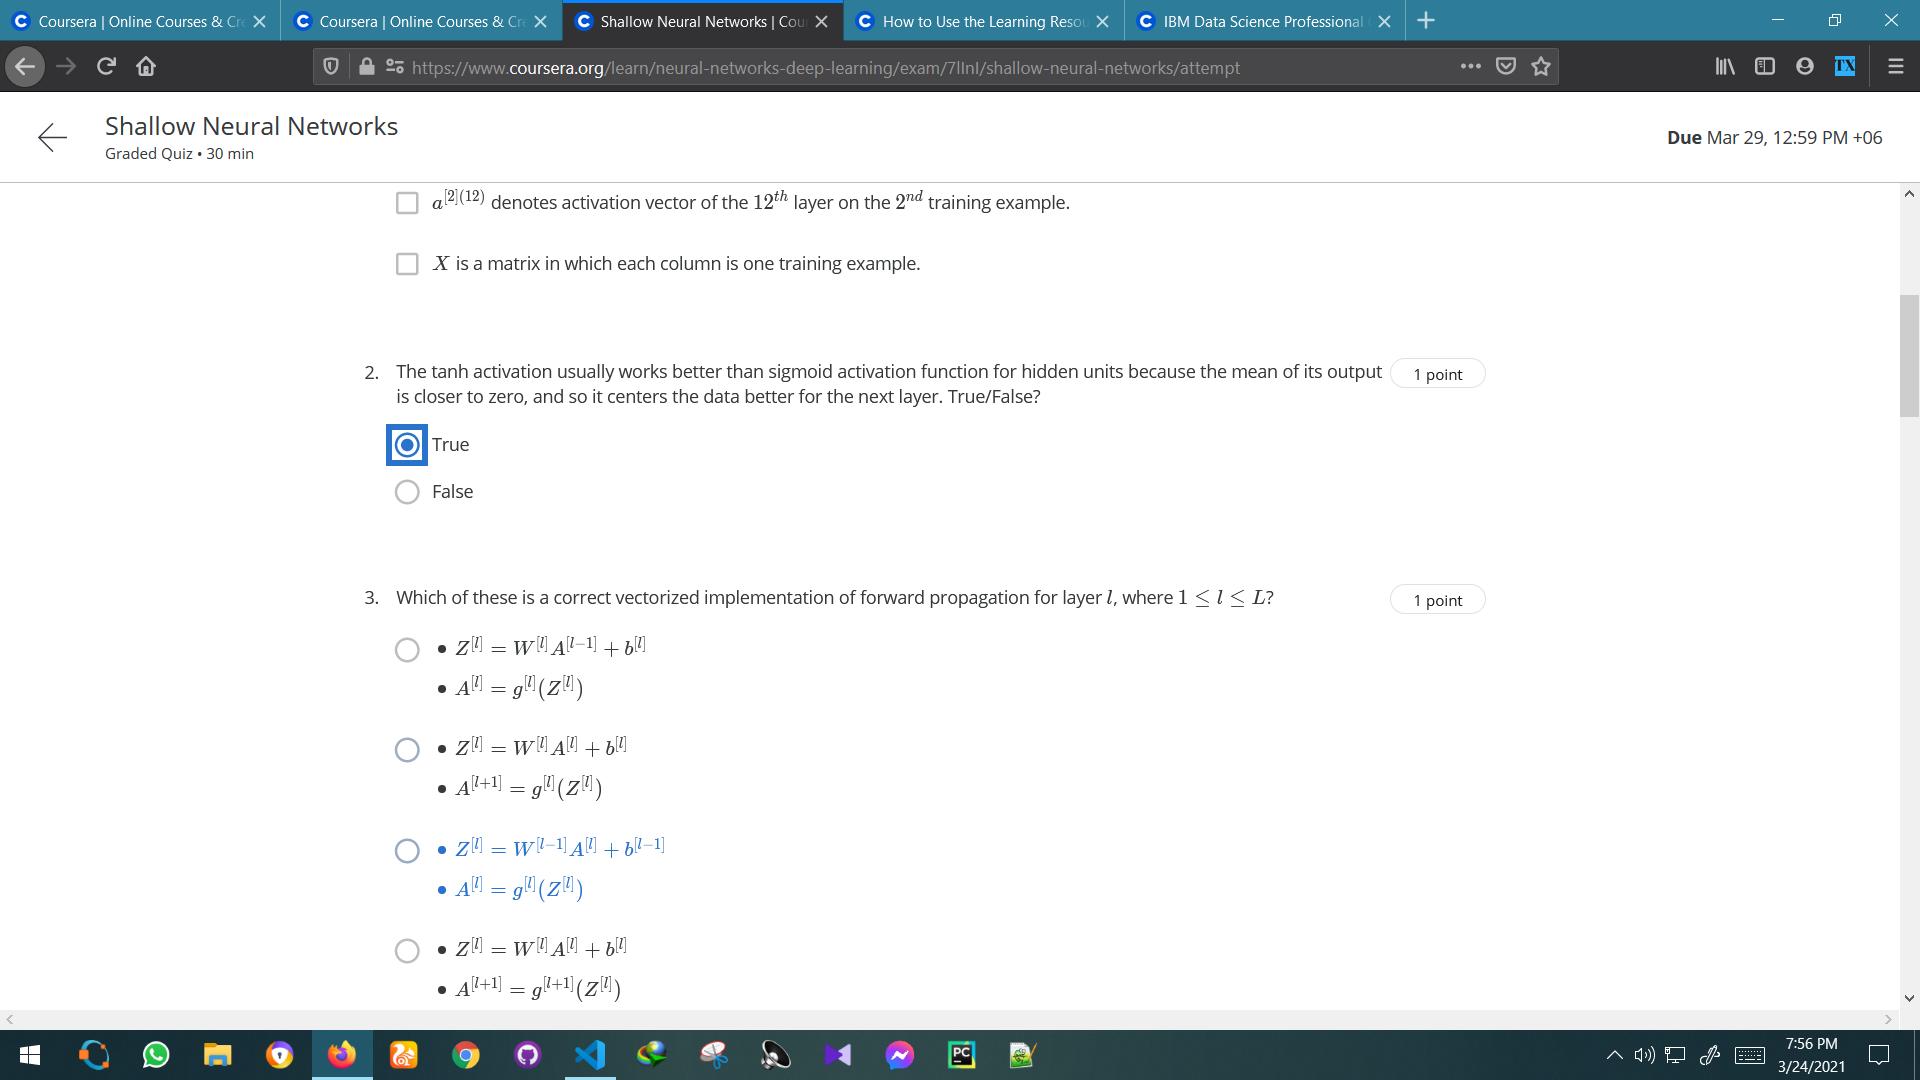 Coursera | Online Courses & Cre
Coursera | Online Courses & Cre
Shallow Neural Networks | Cour
How to Use the Learning Resou
IBM Data Science Professional
https://www.coursera.org/learn/neural-networks-deep-learning/exam/7lInI/shallow-neural-networks/attempt
TX
Shallow Neural Networks
Graded Quiz • 30 min
Due Mar 29, 12:59 PM +06
a^[2](12) denotes activation vector of the 12^th layer on the 2^nd training example.
X is a matrix in which each column is one training example.
2. The tanh activation usually works better than sigmoid activation function for hidden units because the mean of its output
1 point
is closer to zero, and so it centers the data better for the next layer. True/False?
True
False
3. Which of these is a correct vectorized implementation of forward propagation for layer l, where 1 ≤ l ≤ L?
1 point
• Z^[l] = W^[l] A^[l−1] + b^[l]
• A^[l] = g^[l](Z^[l])
• Z^[l] = W^[l] A^[l] + b^[l]
• A^[l+1] = g^[l](Z^[l])
• Z^[l] = W^[l−1] A^[l] + b^[l−1]
• A^[l] = g^[l](Z^[l])
• Z^[l] = W^[l] A^[l] + b^[l]
• A^[l+1] = g^[l+1](Z^[l])
PC
7:56 PM
3/24/2021